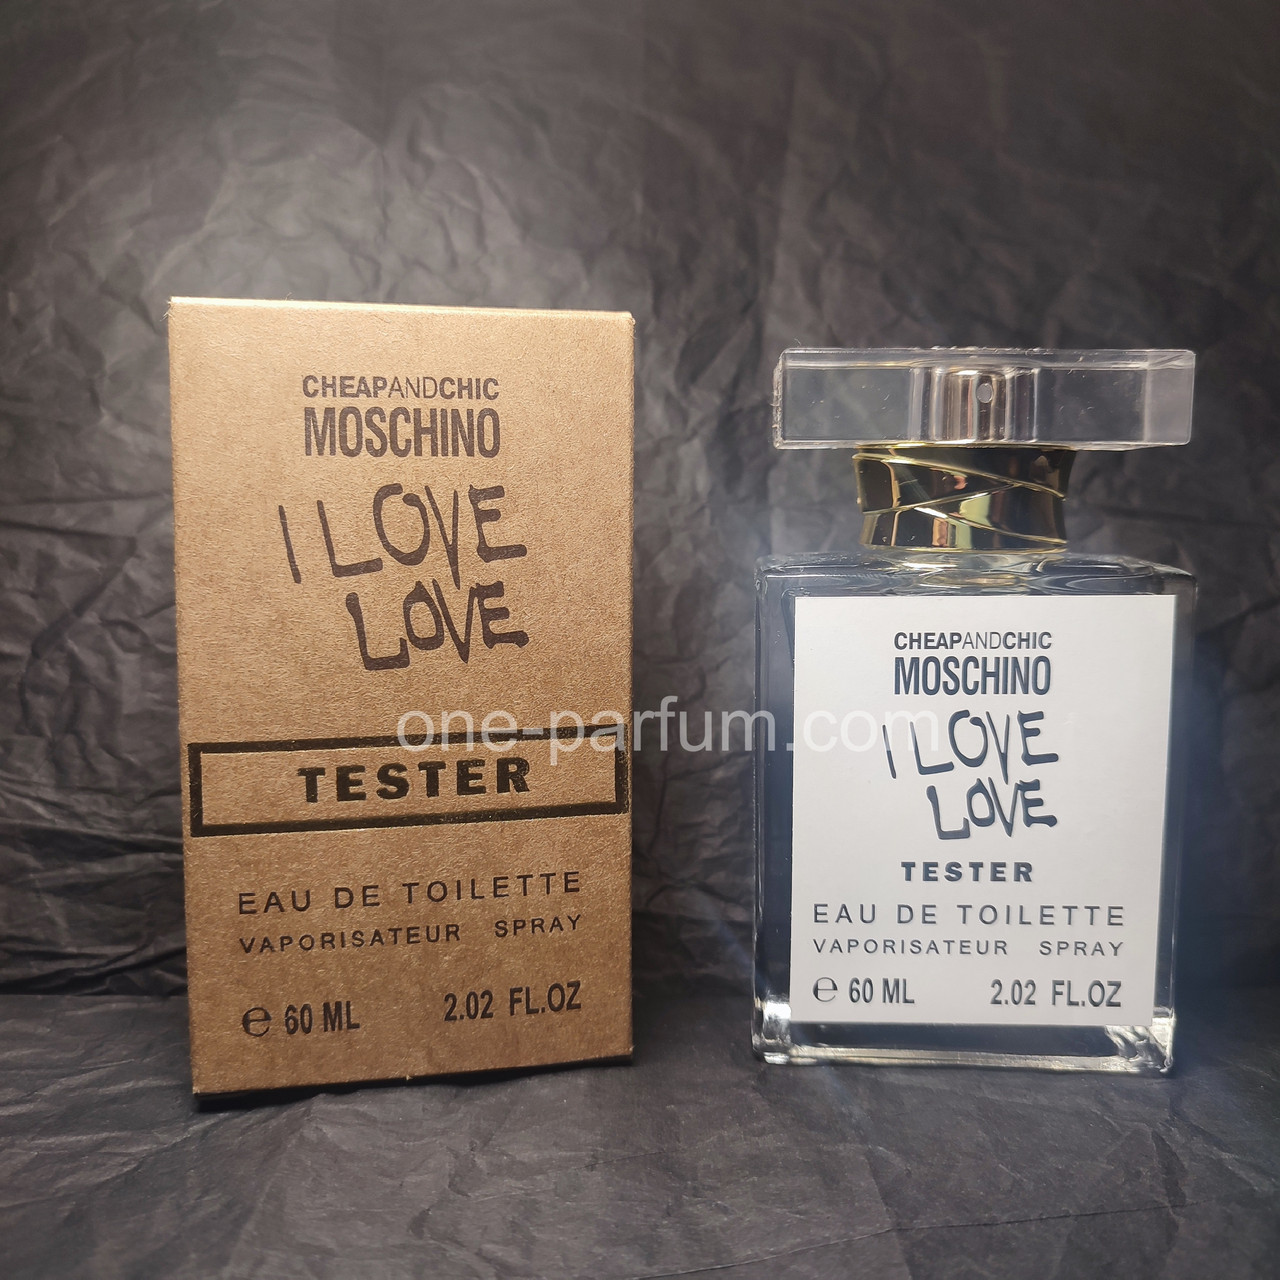 CHEAPANDCHIC
MOSCHINO
I LOVE
LOVE
TESTER
EAU DE TOILETTE
VAPORISATEUR SPRAY
e 60 ML 2.02 FL.OZ
one-parfum.com
CHEAPANDCHIC
MOSCHINO
I LOVE
LOVE
TESTER
EAU DE TOILETTE
VAPORISATEUR SPRAY
e 60 ML 2.02 FL.OZ